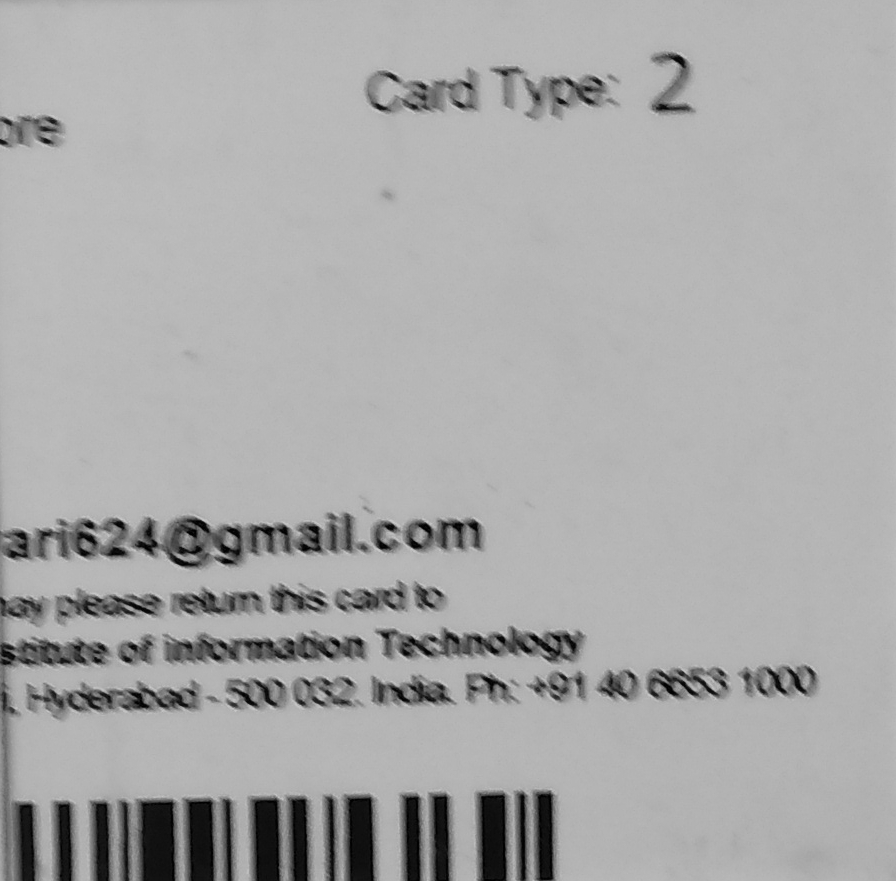 Card Type: 2
ore
ari624@gmail.com
may please return this card to
stitute of information Technology
i, Hyderabad - 500 032. India. Ph: +91 40 6653 1000